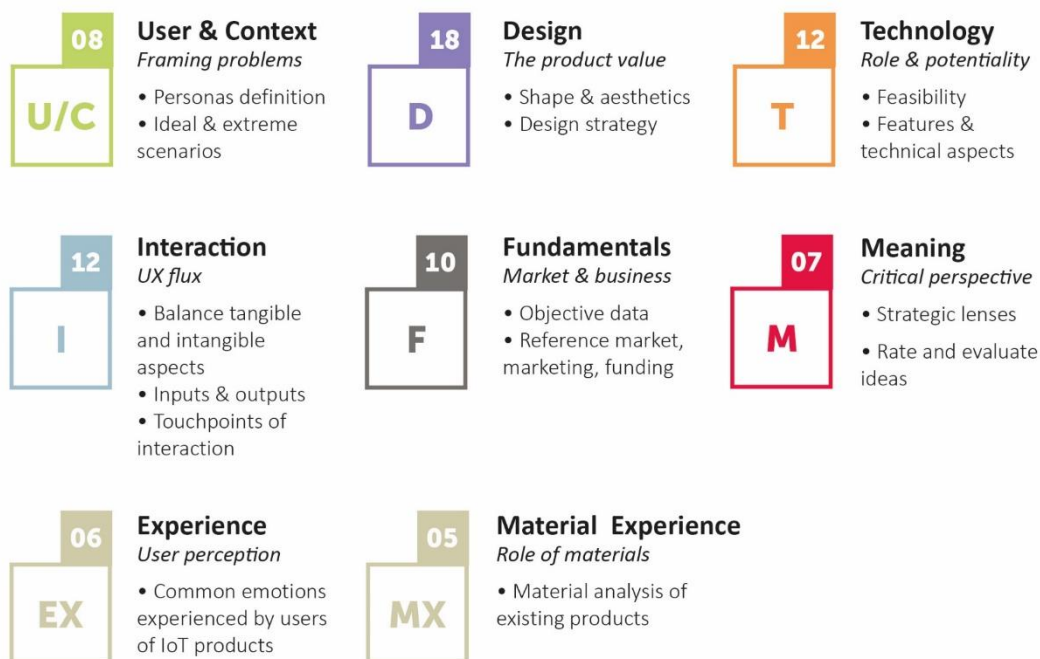 08
U/C
User & Context
Framing problems
• Personas definition
• Ideal & extreme
scenarios
18
D
Design
The product value
• Shape & aesthetics
• Design strategy
12
T
Technology
Role & potentiality
• Feasibility
• Features &
technical aspects
12
I
Interaction
UX flux
• Balance tangible
and intangible
aspects
• Inputs & outputs
• Touchpoints of
interaction
10
F
Fundamentals
Market & business
• Objective data
• Reference market,
marketing, funding
07
M
Meaning
Critical perspective
• Strategic lenses
• Rate and evaluate
ideas
06
EX
Experience
User perception
• Common emotions
experienced by users
of IoT products
05
MX
Material Experience
Role of materials
• Material analysis of
existing products